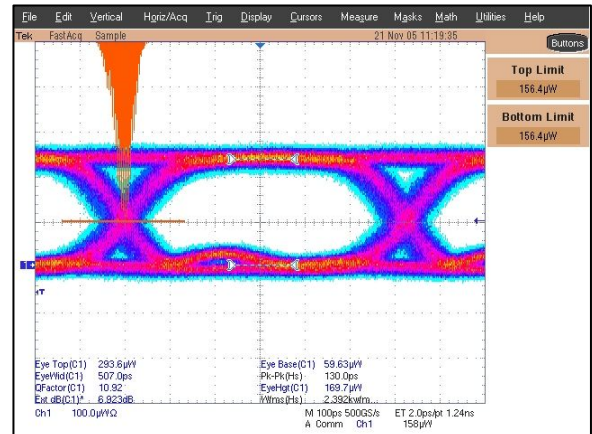 File Edit Vertical Horiz/Acq Trig Display Cursors Measure Masks Math Utilities Help
Tek FastAcq Sample 21 Nov 05 11:19:35
Buttons
Top Limit
156.4µW
Bottom Limit
156.4µW
1
T
Eye Top(C1) 293.6µW Eye Base(C1) 59.63µW
EyeWid(C1) 507.0ps Pk-Pk(Hs) 130.0ps
QFactor(C1) 10.92 EyeHgt(C1) 169.7µW
Ext dB(C1)* 6.923dB Wfms(Hs) 2.392kwfm...
Ch1 100.0µWΩ M 100ps 500GS/s ET 2.0ps/pt 1.24ns
A Comm Ch1 158µW